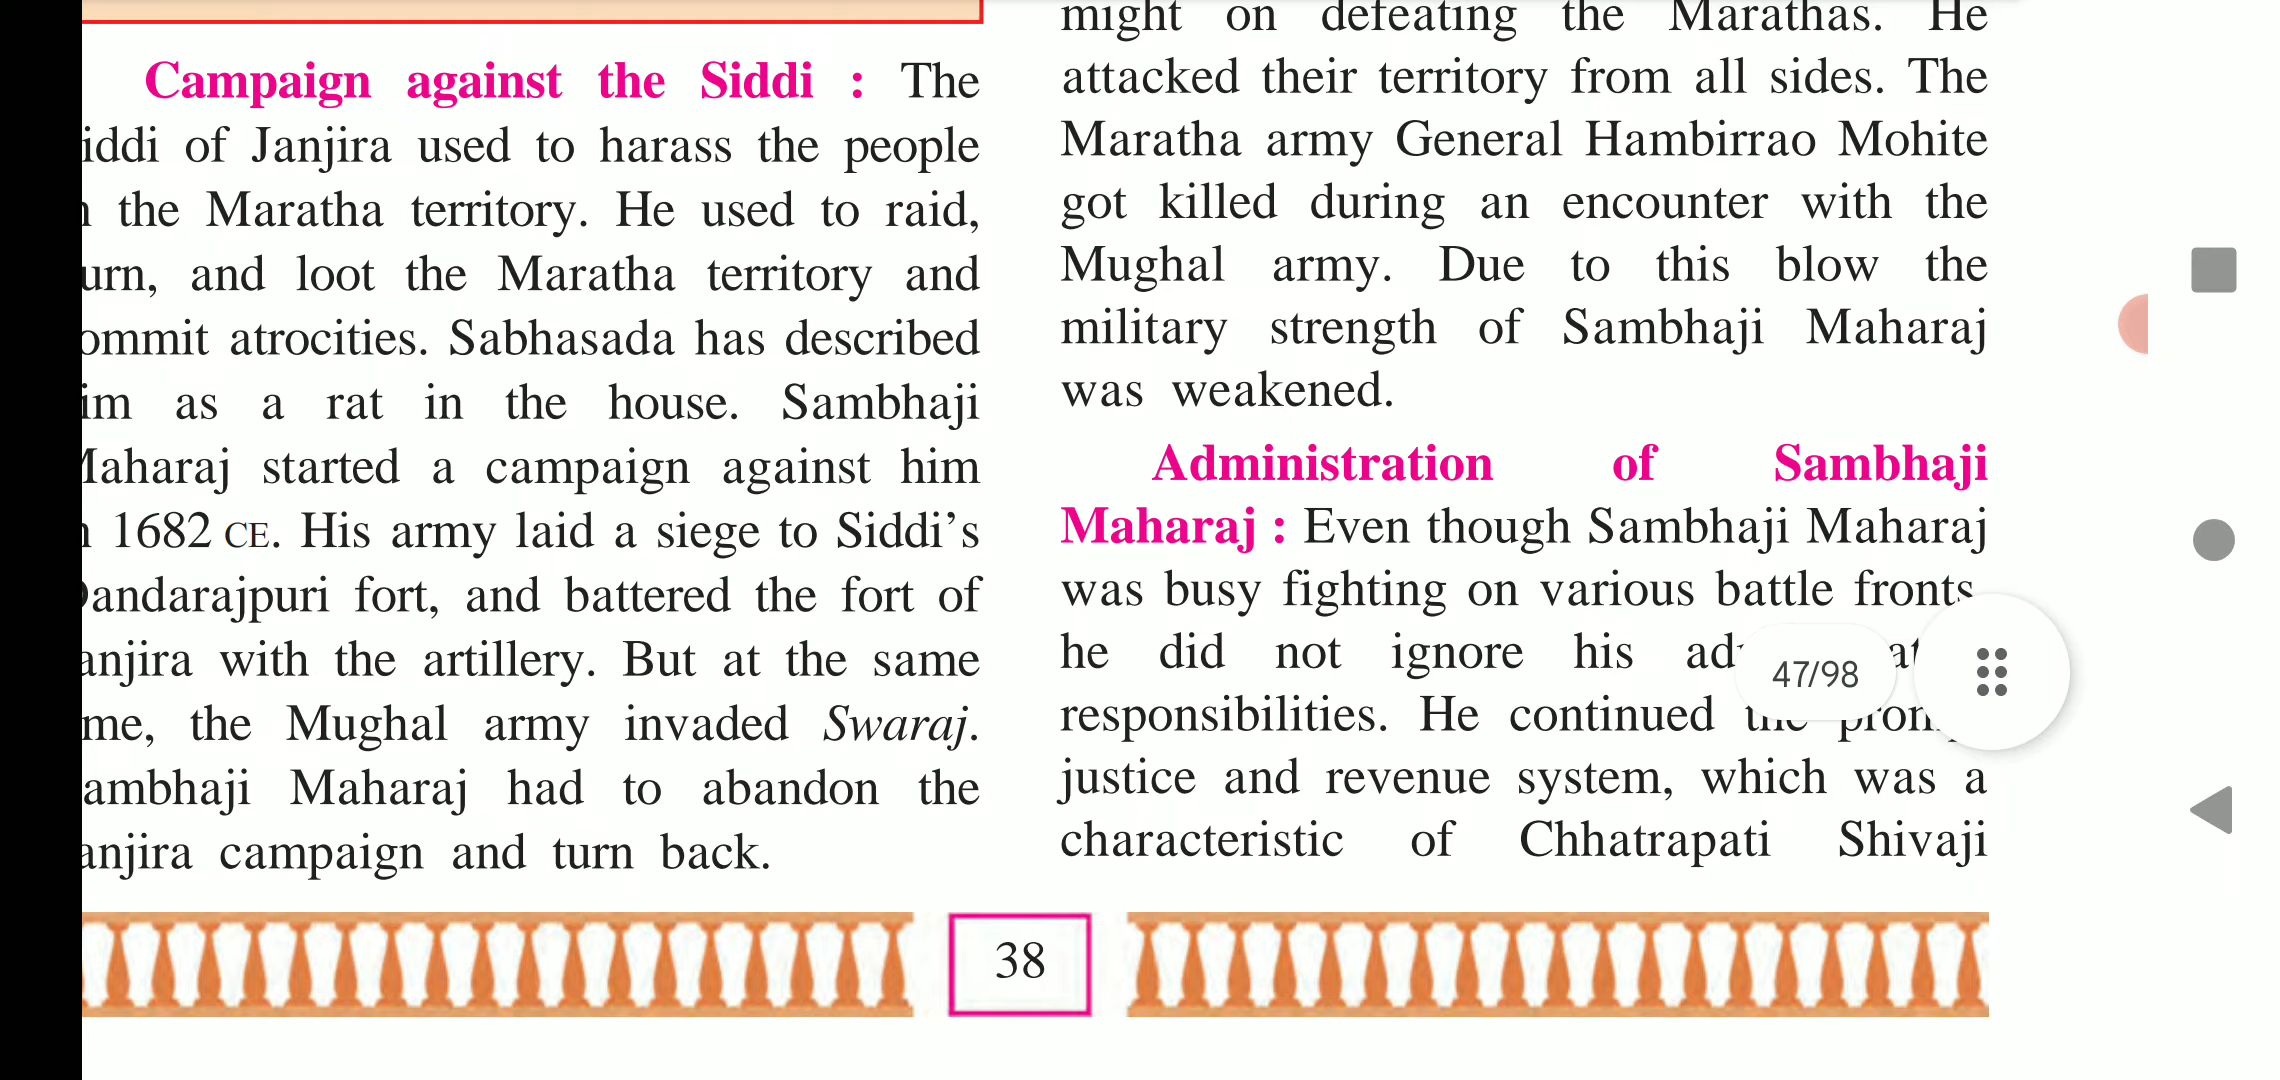 Campaign against the Siddi : The
iddi of Janjira used to harass the people
the Maratha territory. He used to raid,
urn, and loot the Maratha territory and
ommit atrocities. Sabhasada has described
im as a rat in the house. Sambhaji
Maharaj started a campaign against him
1682 CE. His army laid a siege to Siddi's
Dandarajpuri fort, and battered the fort of
anjira with the artillery. But at the same
me, the Mughal army invaded Swaraj.
ambhaji Maharaj had to abandon the
anjira campaign and turn back.
might on defeating the Marathas. He
attacked their territory from all sides. The
Maratha army General Hambirrao Mohite
got killed during an encounter with the
Mughal army. Due to this blow the
military strength of Sambhaji Maharaj
was weakened.
Administration of Sambhaji
Maharaj : Even though Sambhaji Maharaj
was busy fighting on various battle fronts
he did not ignore his
responsibilities. He continued the
justice and revenue system, which was a
characteristic of Chhatrapati Shivaji
47/98
38